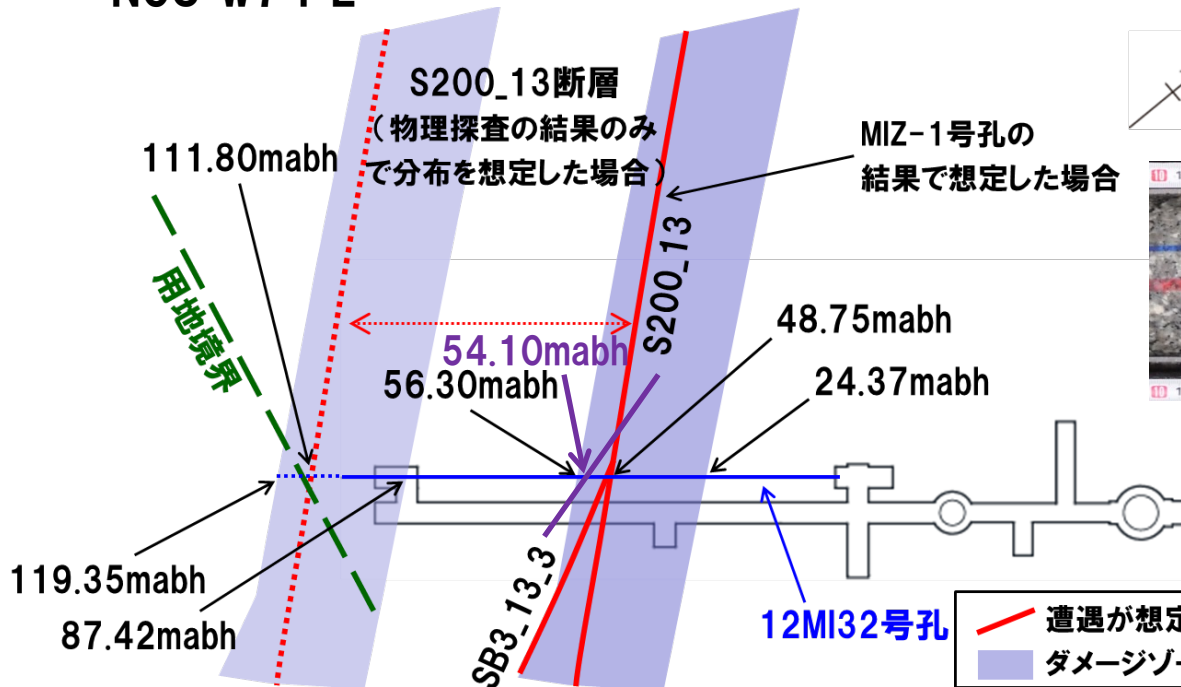 S200_13断層
(物理探査の結果のみ
で分布を想定した場合)
MIZ-1号孔の
結果で想定した場合
111.80mabh
用地境界
S200_13
54.10mabh
48.75mabh
56.30mabh
24.37mabh
119.35mabh
87.42mabh
SB3_13_3
12MI32号孔
遭遇が想定
ダメージゾー